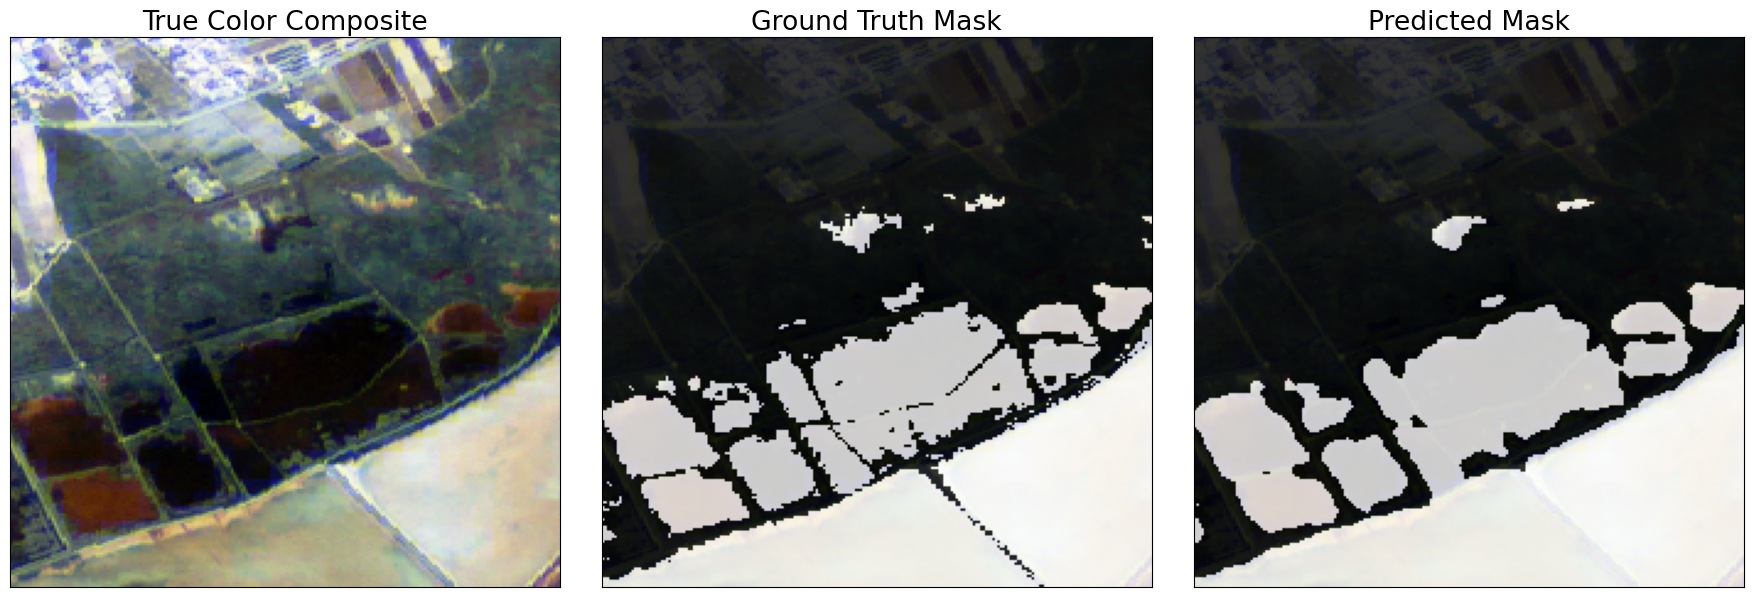 True Color Composite
Ground Truth Mask
Predicted Mask